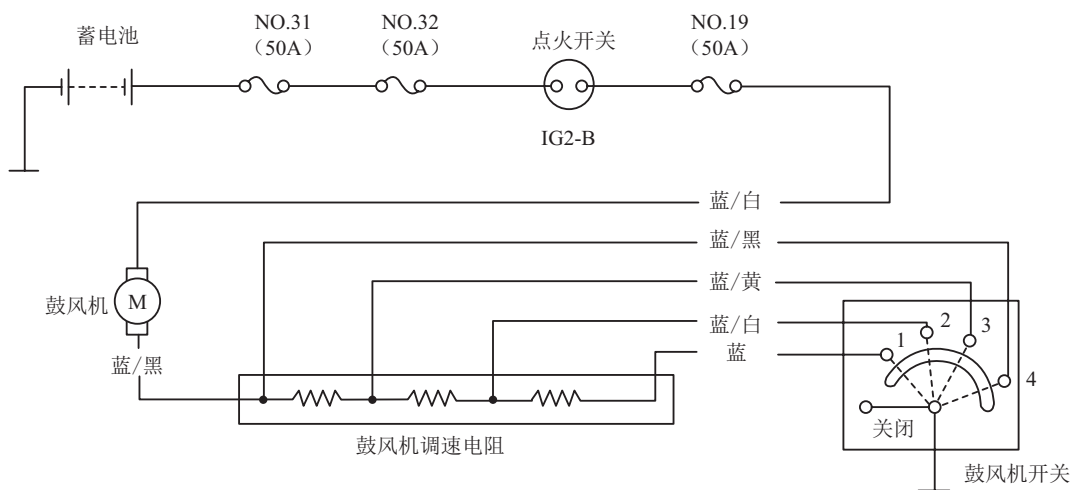 蓄电池
NO.31
（50A）
NO.32
（50A）
点火开关
IG2-B
NO.19
（50A）
蓝/白
蓝/黑
蓝/黄
蓝/白
蓝
鼓风机
M
蓝/黑
鼓风机调速电阻
1
2
3
4
关闭
鼓风机开关